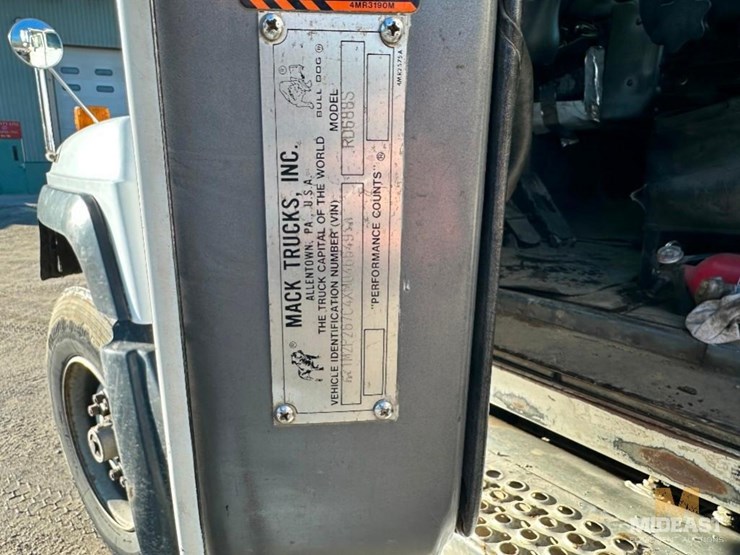 4MR3190M
4MR2575A
MACK TRUCKS, INC.
ALLENTOWN, PA., U.S.A.
THE TRUCK CAPITAL OF THE WORLD
BULL DOG ®
VEHICLE IDENTIFICATION NUMBER (VIN)
MODEL
RD688S
"PERFORMANCE COUNTS" ®
MIDEAST